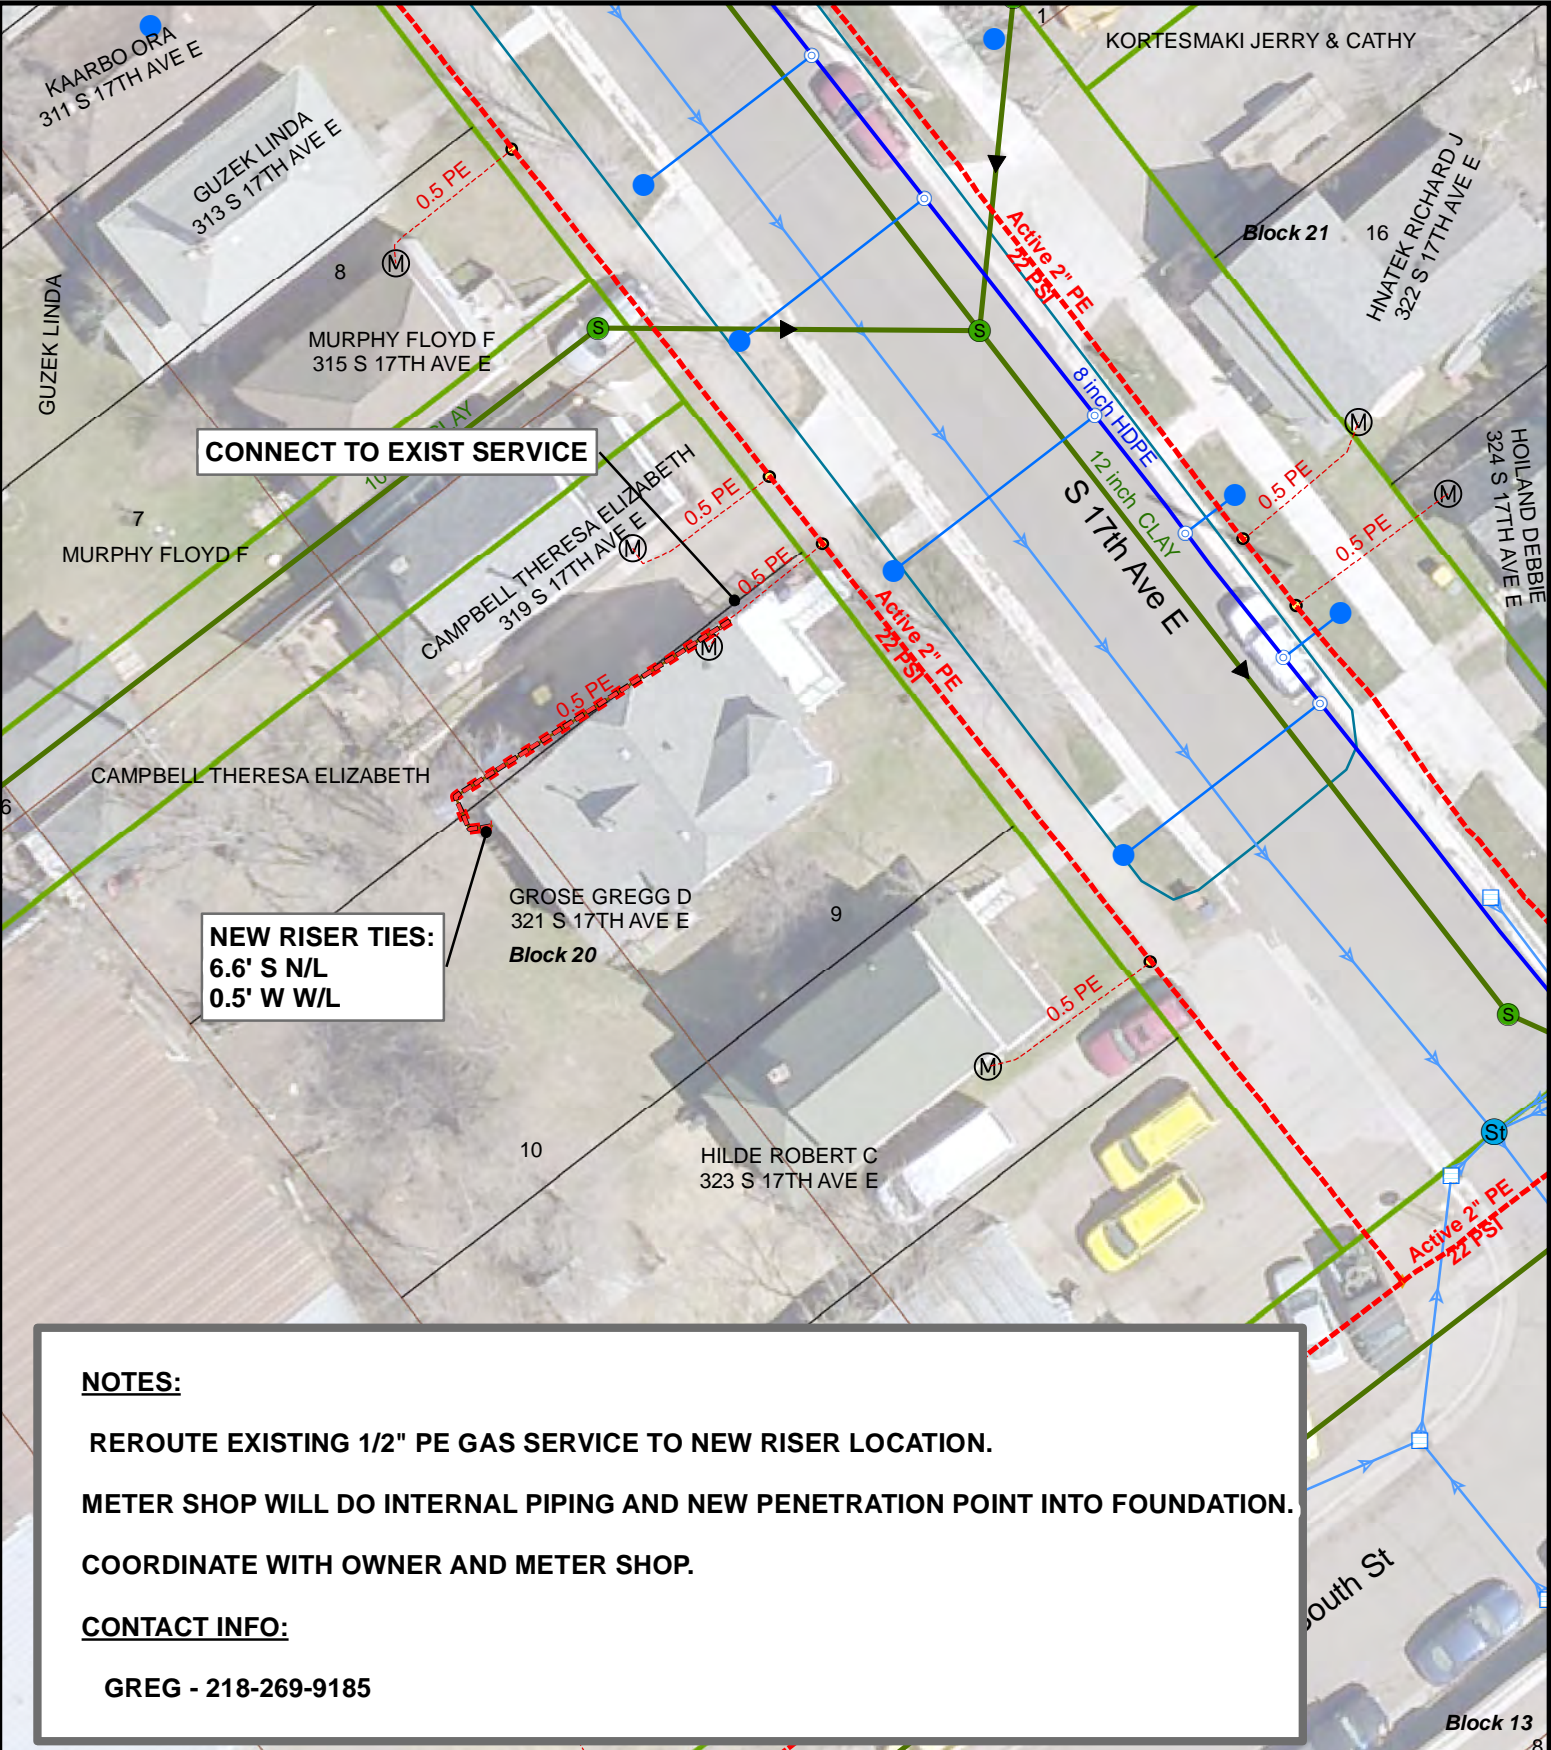 KAARBO ORA
311 S 17TH AVE E
1
KORTESMAKI JERRY & CATHY
GUZEK LINDA
313 S 17TH AVE E
0.5 PE
M
8
GUZEK LINDA
MURPHY FLOYD F
315 S 17TH AVE E
S
S
Active 2" PE
22 PSI
Block 21
16
HNATEK RICHARD J
322 S 17TH AVE E
8 inch HDPE
12 inch CLAY
S 17th Ave E
M
0.5 PE
M
0.5 PE
HOILAND DEBBIE
324 S 17TH AVE E
CONNECT TO EXIST SERVICE
10
LAY
7
MURPHY FLOYD F
CAMPBELL THERESA ELIZABETH
319 S 17TH AVE E
0.5 PE
M
0.5 PE
M
0.5 PE
Active 2" PE
22 PSI
CAMPBELL THERESA ELIZABETH
6
GROSE GREGG D
321 S 17TH AVE E
Block 20
9
NEW RISER TIES:
6.6' S N/L
0.5' W W/L
0.5 PE
M
S
St
10
HILDE ROBERT C
323 S 17TH AVE E
Active 2" PE
22 PSI
NOTES:
REROUTE EXISTING 1/2" PE GAS SERVICE TO NEW RISER LOCATION.
METER SHOP WILL DO INTERNAL PIPING AND NEW PENETRATION POINT INTO FOUNDATION.
COORDINATE WITH OWNER AND METER SHOP.
CONTACT INFO:
GREG - 218-269-9185
outh St
Block 13
8